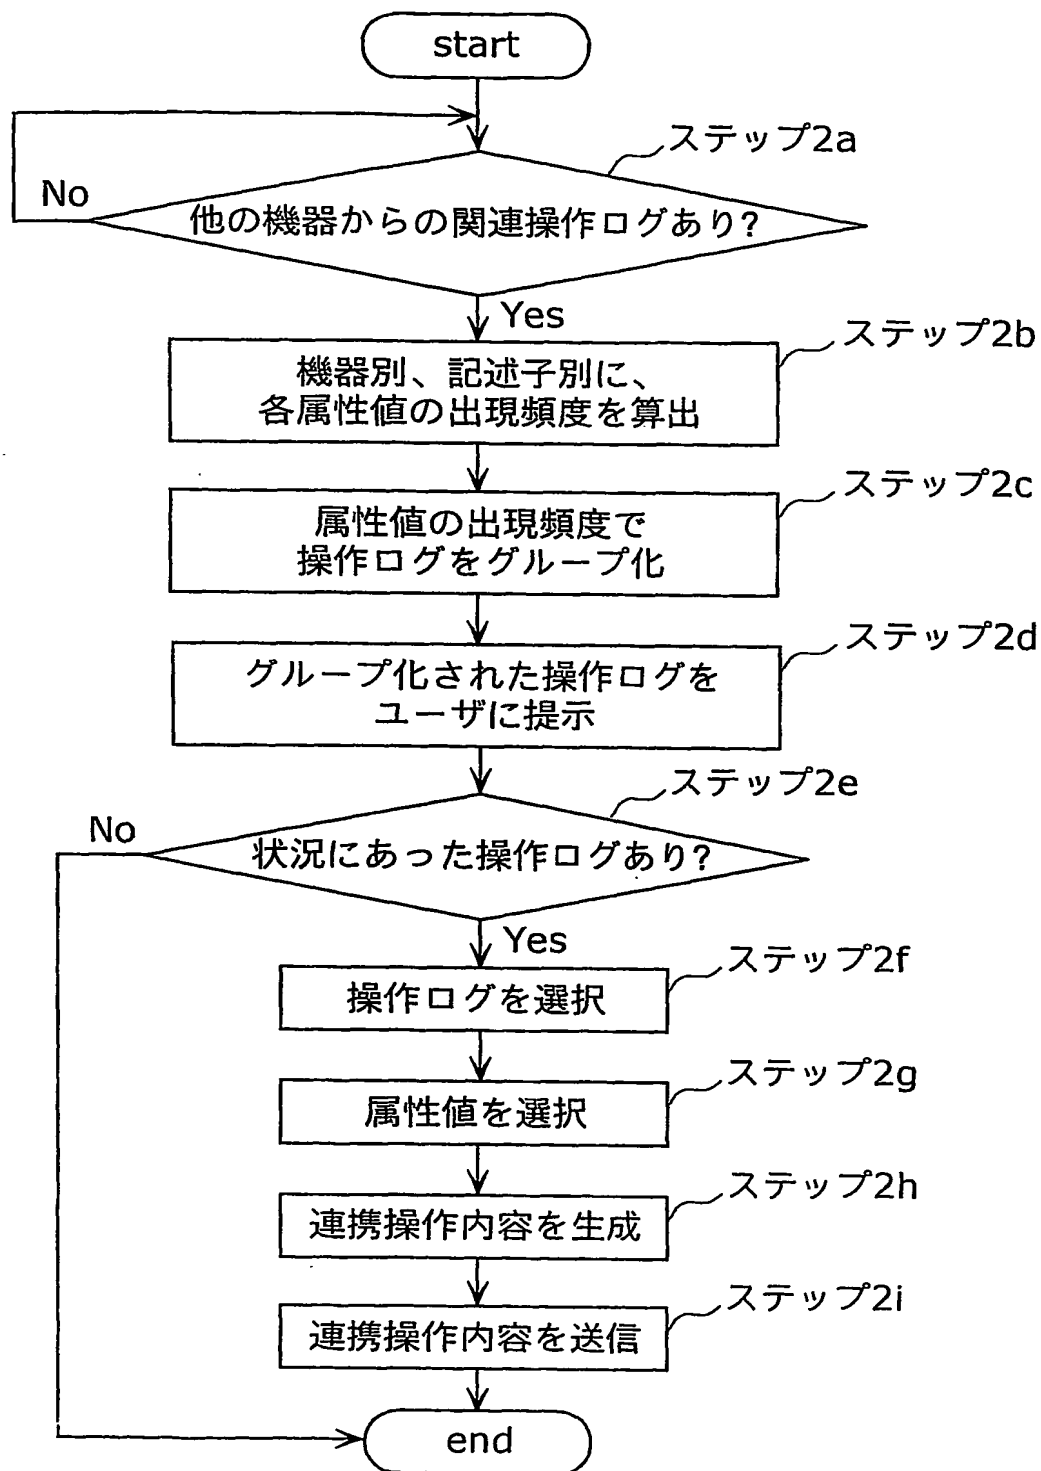 start
ステップ2a
No
他の機器からの関連操作ログあり?
Yes
ステップ2b
機器別、記述子別に、
各属性値の出現頻度を算出
ステップ2c
属性値の出現頻度で
操作ログをグループ化
ステップ2d
グループ化された操作ログを
ユーザに提示
ステップ2e
No
状況にあった操作ログあり?
Yes
ステップ2f
操作ログを選択
ステップ2g
属性値を選択
ステップ2h
連携操作内容を生成
ステップ2i
連携操作内容を送信
end